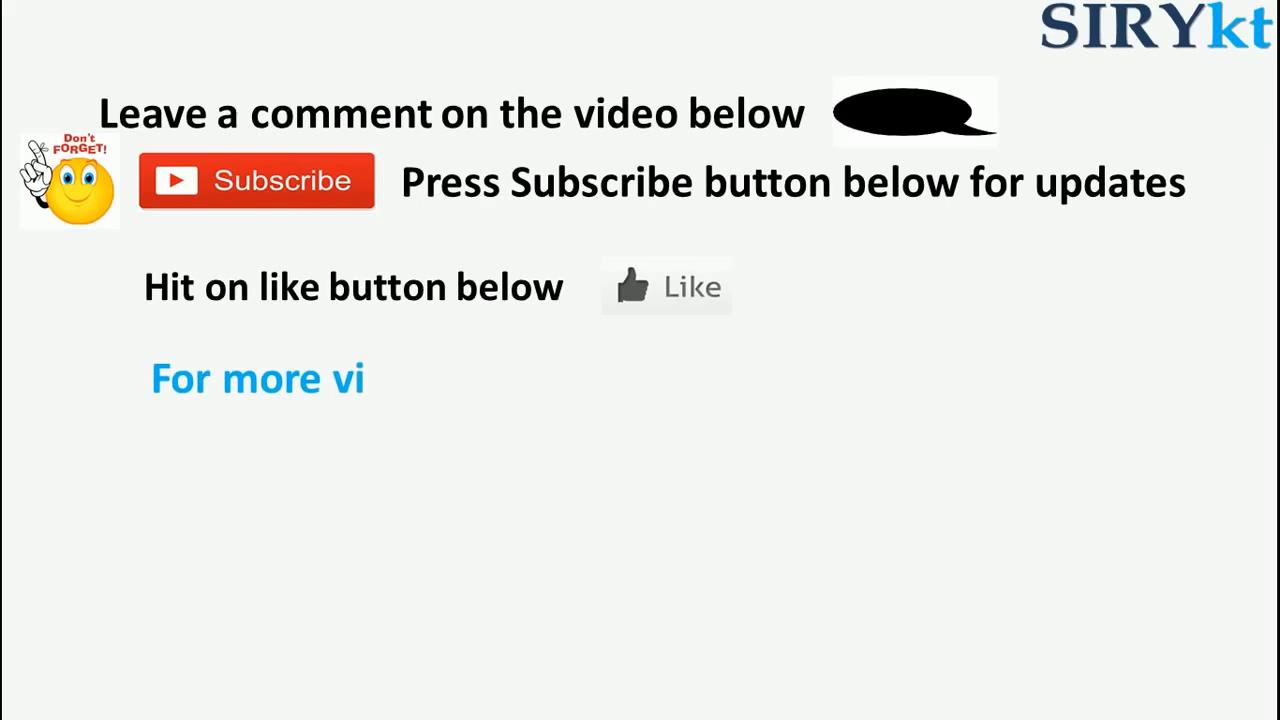 SIRYkt
Leave a comment on the video below
Don't
FORGET!
Subscribe
Press Subscribe button below for updates
Hit on like button below
Like
For more vi